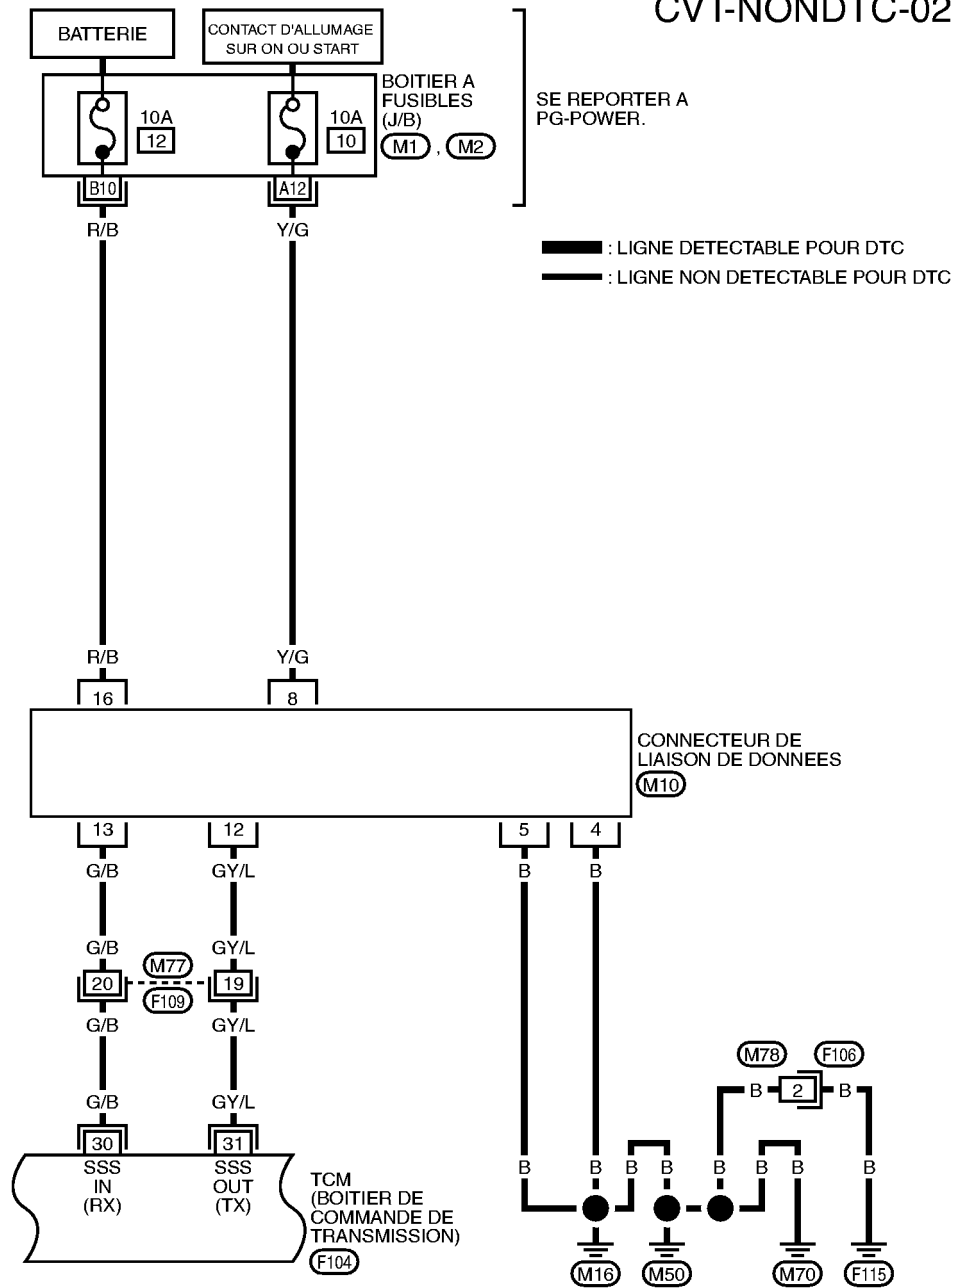 CVT-NONDTC-02
BATTERIE
CONTACT D'ALLUMAGE
SUR ON OU START
BOITIER A
FUSIBLES
(J/B)
M1 , M2
10A
12
10A
10
SE REPORTER A
PG-POWER.
B10
A12
R/B
Y/G
: LIGNE DETECTABLE POUR DTC
: LIGNE NON DETECTABLE POUR DTC
R/B
Y/G
16
8
CONNECTEUR DE
LIAISON DE DONNEES
M10
13
12
5
4
G/B
GY/L
B
B
G/B
GY/L
M77
20
19
F109
G/B
GY/L
M78
F106
B
2
B
G/B
GY/L
30
31
SSS
IN
(RX)
SSS
OUT
(TX)
TCM
(BOITIER DE
COMMANDE DE
TRANSMISSION)
F104
B
B
B
B
B
B
B
B
M16
M50
M70
F115